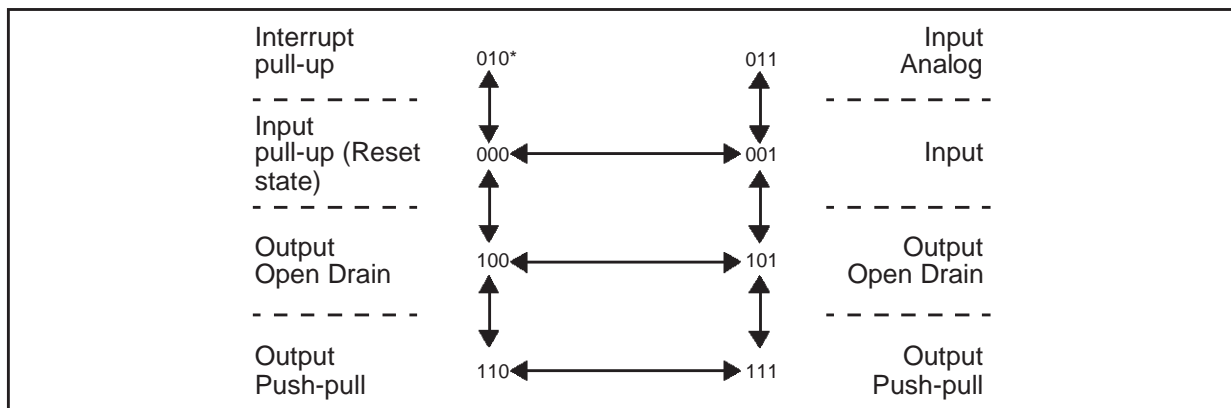 Interrupt
pull-up
010*
011
Input
Analog
Input
pull-up (Reset
state)
000
001
Input
Output
Open Drain
100
101
Output
Open Drain
Output
Push-pull
110
111
Output
Push-pull